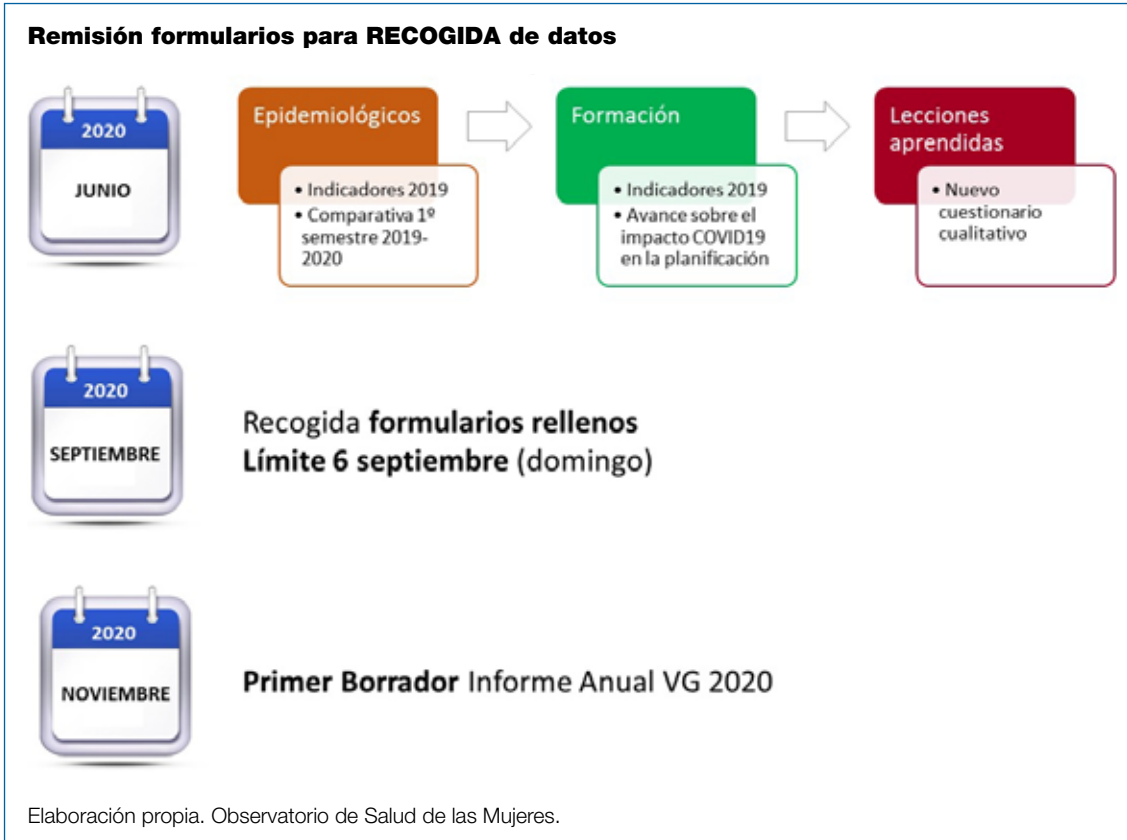 Remisión formularios para RECOGIDA de datos
2020
JUNIO
Epidemiológicos
• Indicadores 2019
• Comparativa 1º
semestre 2019-
2020
Formación
• Indicadores 2019
• Avance sobre el
impacto COVID19
en la planificación
Lecciones
aprendidas
• Nuevo
cuestionario
cualitativo
2020
SEPTIEMBRE
Recogida formularios rellenos
Límite 6 septiembre (domingo)
2020
NOVIEMBRE
Primer Borrador Informe Anual VG 2020
Elaboración propia. Observatorio de Salud de las Mujeres.